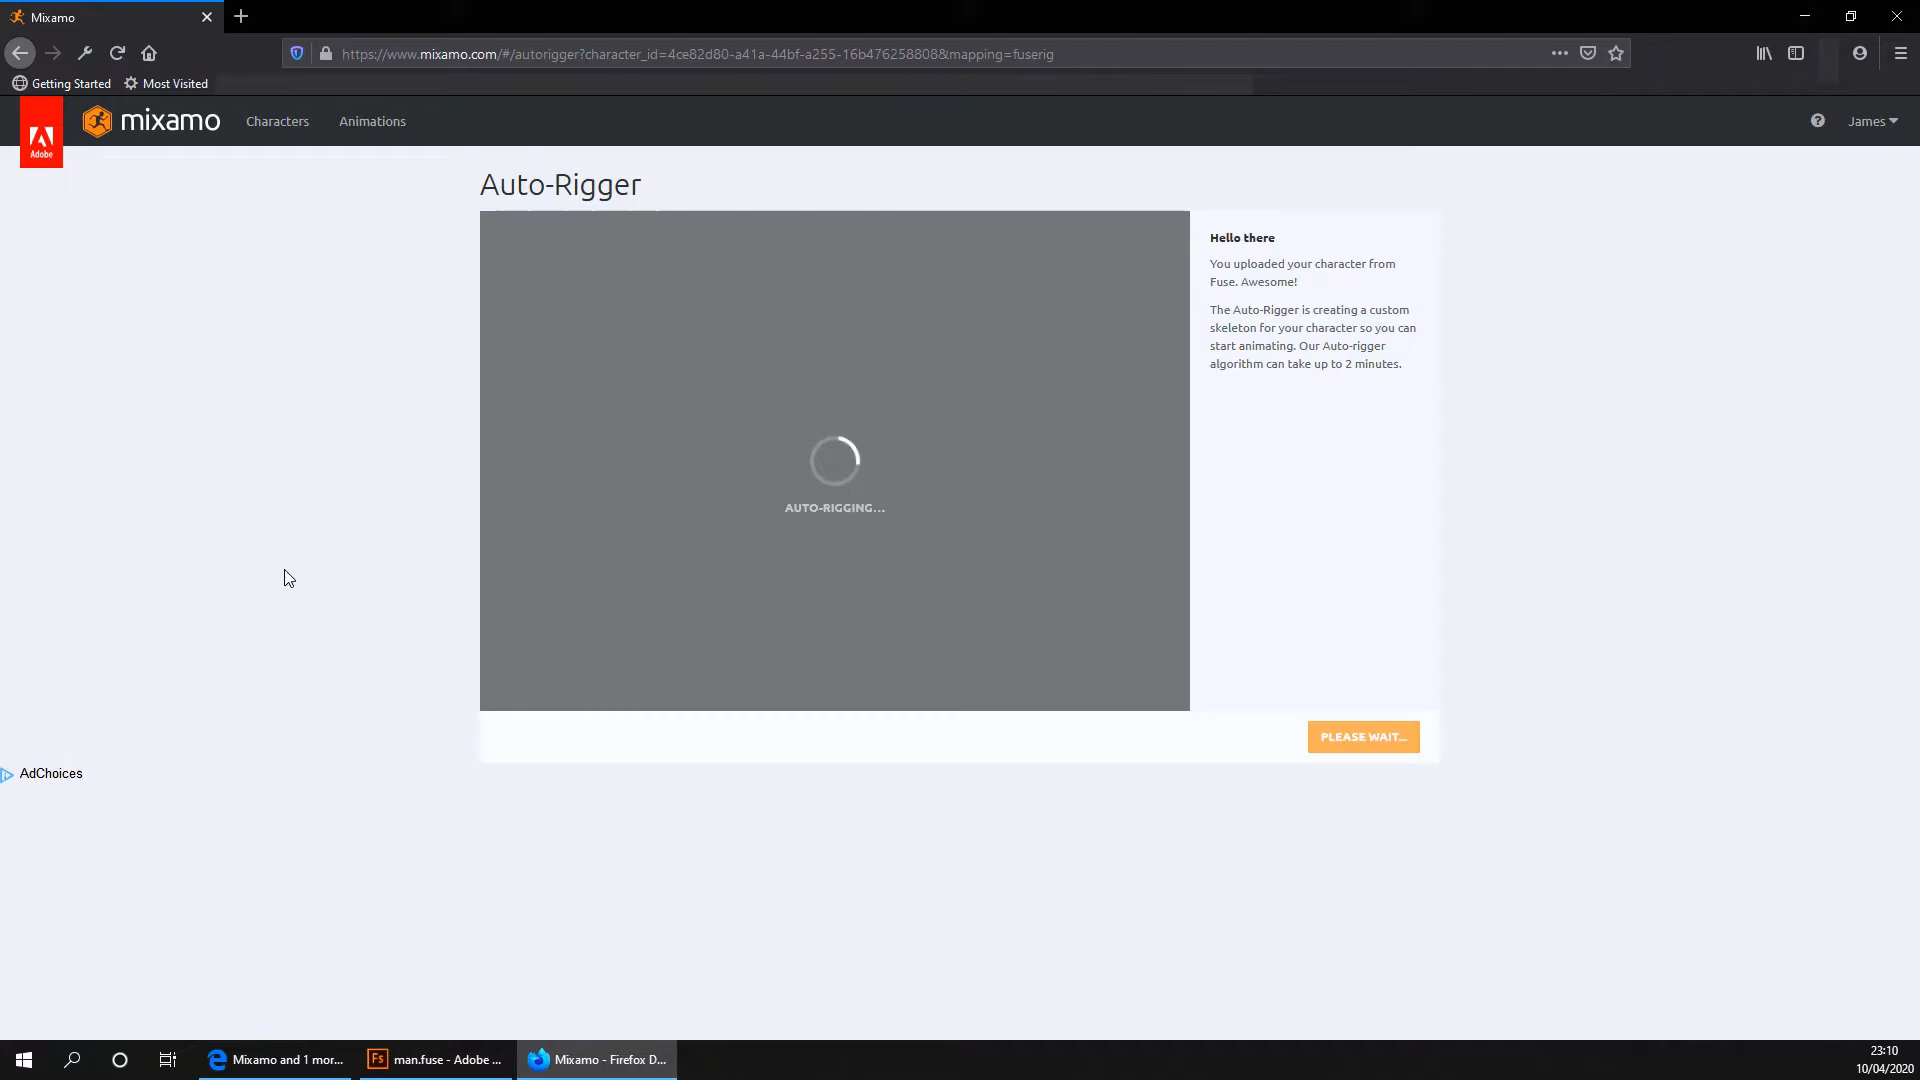 Mixamo
https://www.mixamo.com/#/autorigger?character_id=4ce82d80-a41a-44bf-a255-16b4762588088&mapping=fuserig
Getting Started
Most Visited
Adobe
mixamo
Characters
Animations
James
Auto-Rigger
Hello there
You uploaded your character from
Fuse. Awesome!
The Auto-Rigger is creating a custom
skeleton for your character so you can
start animating. Our Auto-rigger
algorithm can take up to 2 minutes.
AUTO-RIGGING...
PLEASE WAIT...
AdChoices
Mixamo and 1 mor...
Fs
man.fuse - Adobe ...
Mixamo - Firefox D...
23:10
10/04/2020